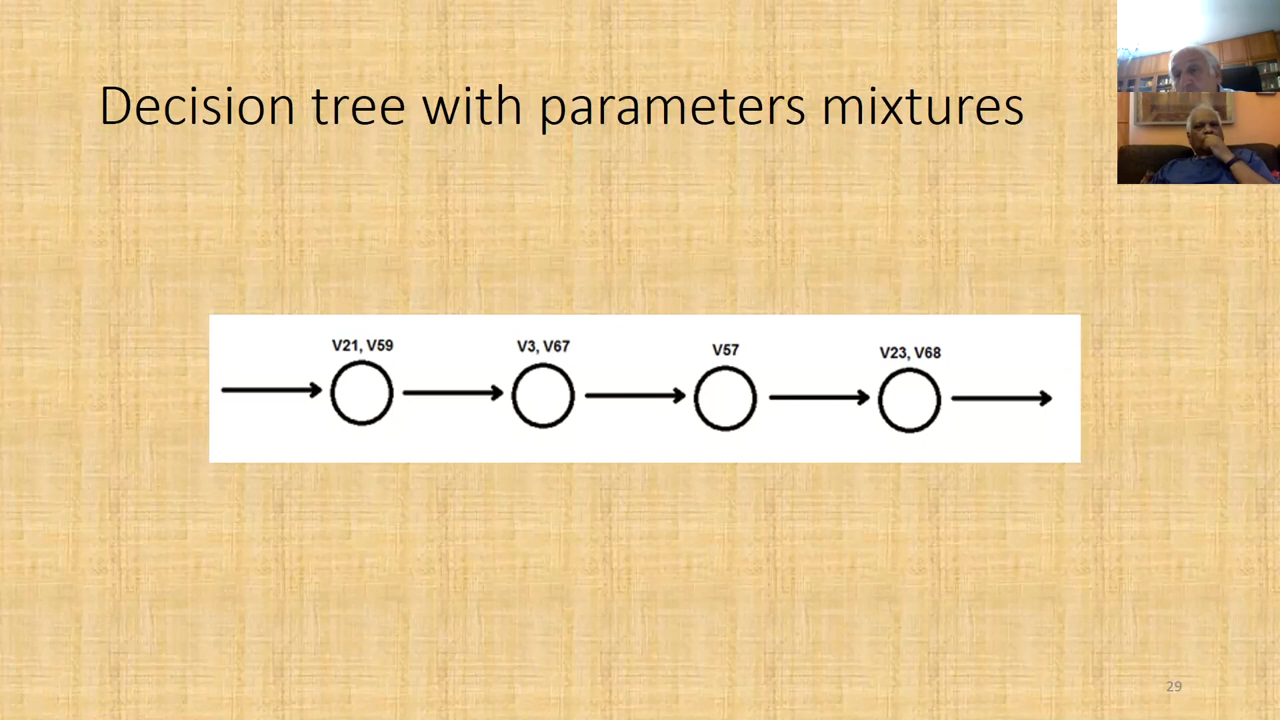 Decision tree with parameters mixtures
V21, V59
V3, V67
V57
V23, V68
29